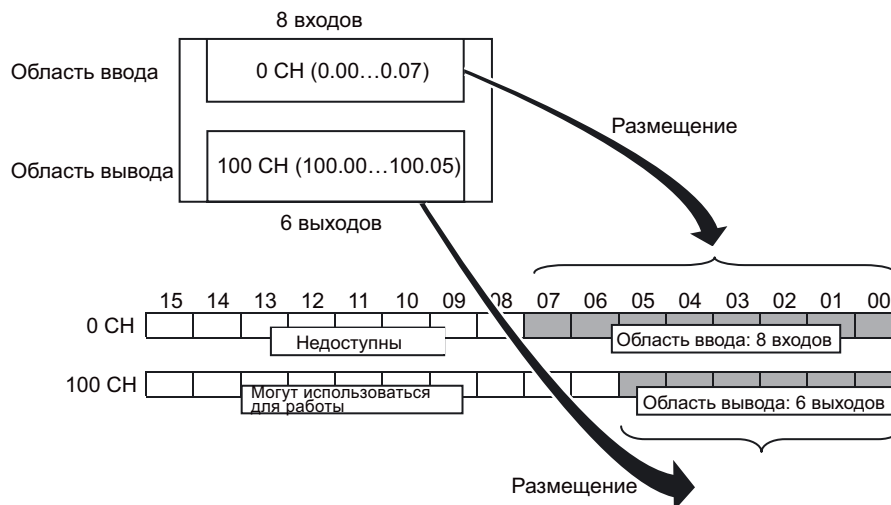 8 входов
Область ввода
0 CH (0.00…0.07)
Размещение
Область вывода
100 CH (100.00…100.05)
6 выходов
15 14 13 12 11 10 09 08 07 06 05 04 03 02 01 00
0 CH
Недоступны
Область ввода: 8 входов
100 CH
Могут использоваться
для работы
Область вывода: 6 выходов
Размещение